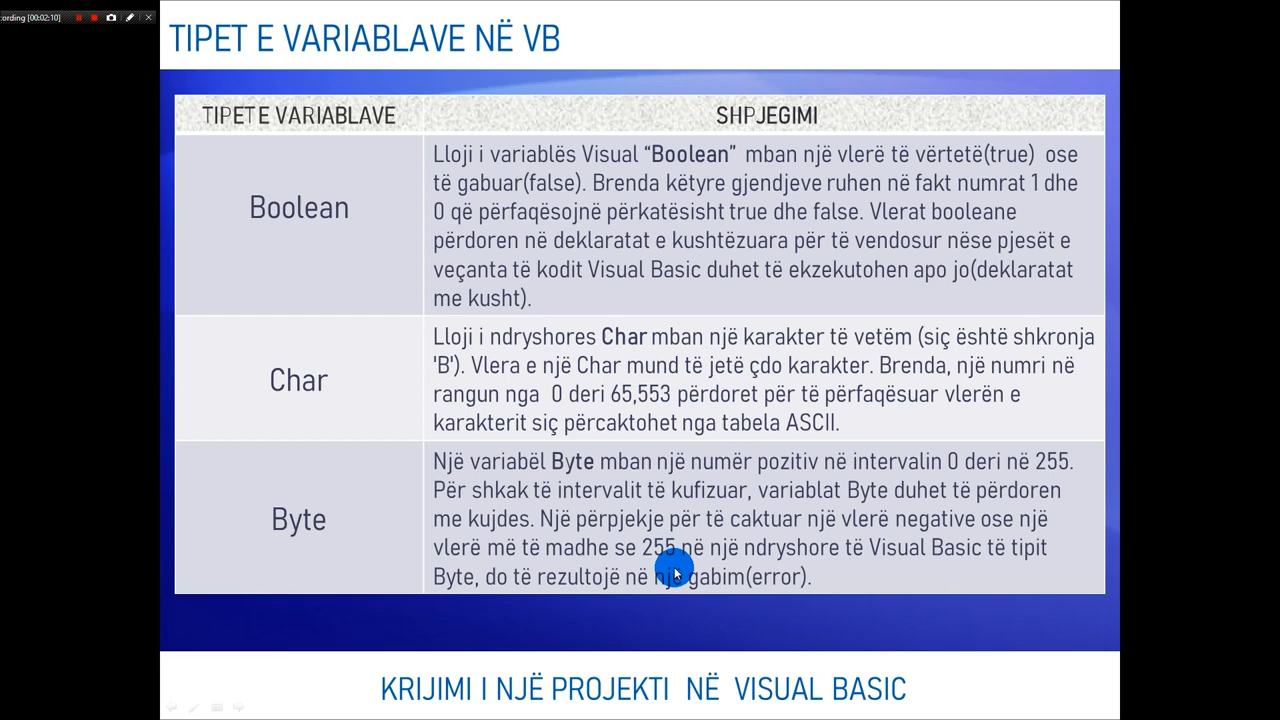 cording [00:02:10]
TIPET E VARIABLAVE NË VB
TIPET E VARIABLAVE
SHPJEGIMI
Boolean
Lloji i variablës Visual “Boolean” mban një vlerë të vërtetë(true) ose
të gabuar(false). Brenda këtyre gjendjeve ruhen në fakt numrat 1 dhe
0 që përfaqësojnë përkatësisht true dhe false. Vlerat booleane
përdoren në deklaratat e kushtëzuara për të vendosur nëse pjesët e
veçanta të kodit Visual Basic duhet të ekzekutohen apo jo(deklaratat
me kusht).
Char
Lloji i ndryshores Char mban një karakter të vetëm (siç është shkronja
'B'). Vlera e një Char mund të jetë çdo karakter. Brenda, një numri në
rangun nga 0 deri 65,553 përdoret për të përfaqësuar vlerën e
karakterit siç përcaktohet nga tabela ASCII.
Byte
Një variabël Byte mban një numër pozitiv në intervalin 0 deri në 255.
Për shkak të intervalit të kufizuar, variablat Byte duhet të përdoren
me kujdes. Një përpjekje për të caktuar një vlerë negative ose një
vlerë më të madhe se 255 në një ndryshore të Visual Basic të tipit
Byte, do të rezultojë në një gabim(error).
KRIJIMI I NJË PROJEKTI NË VISUAL BASIC